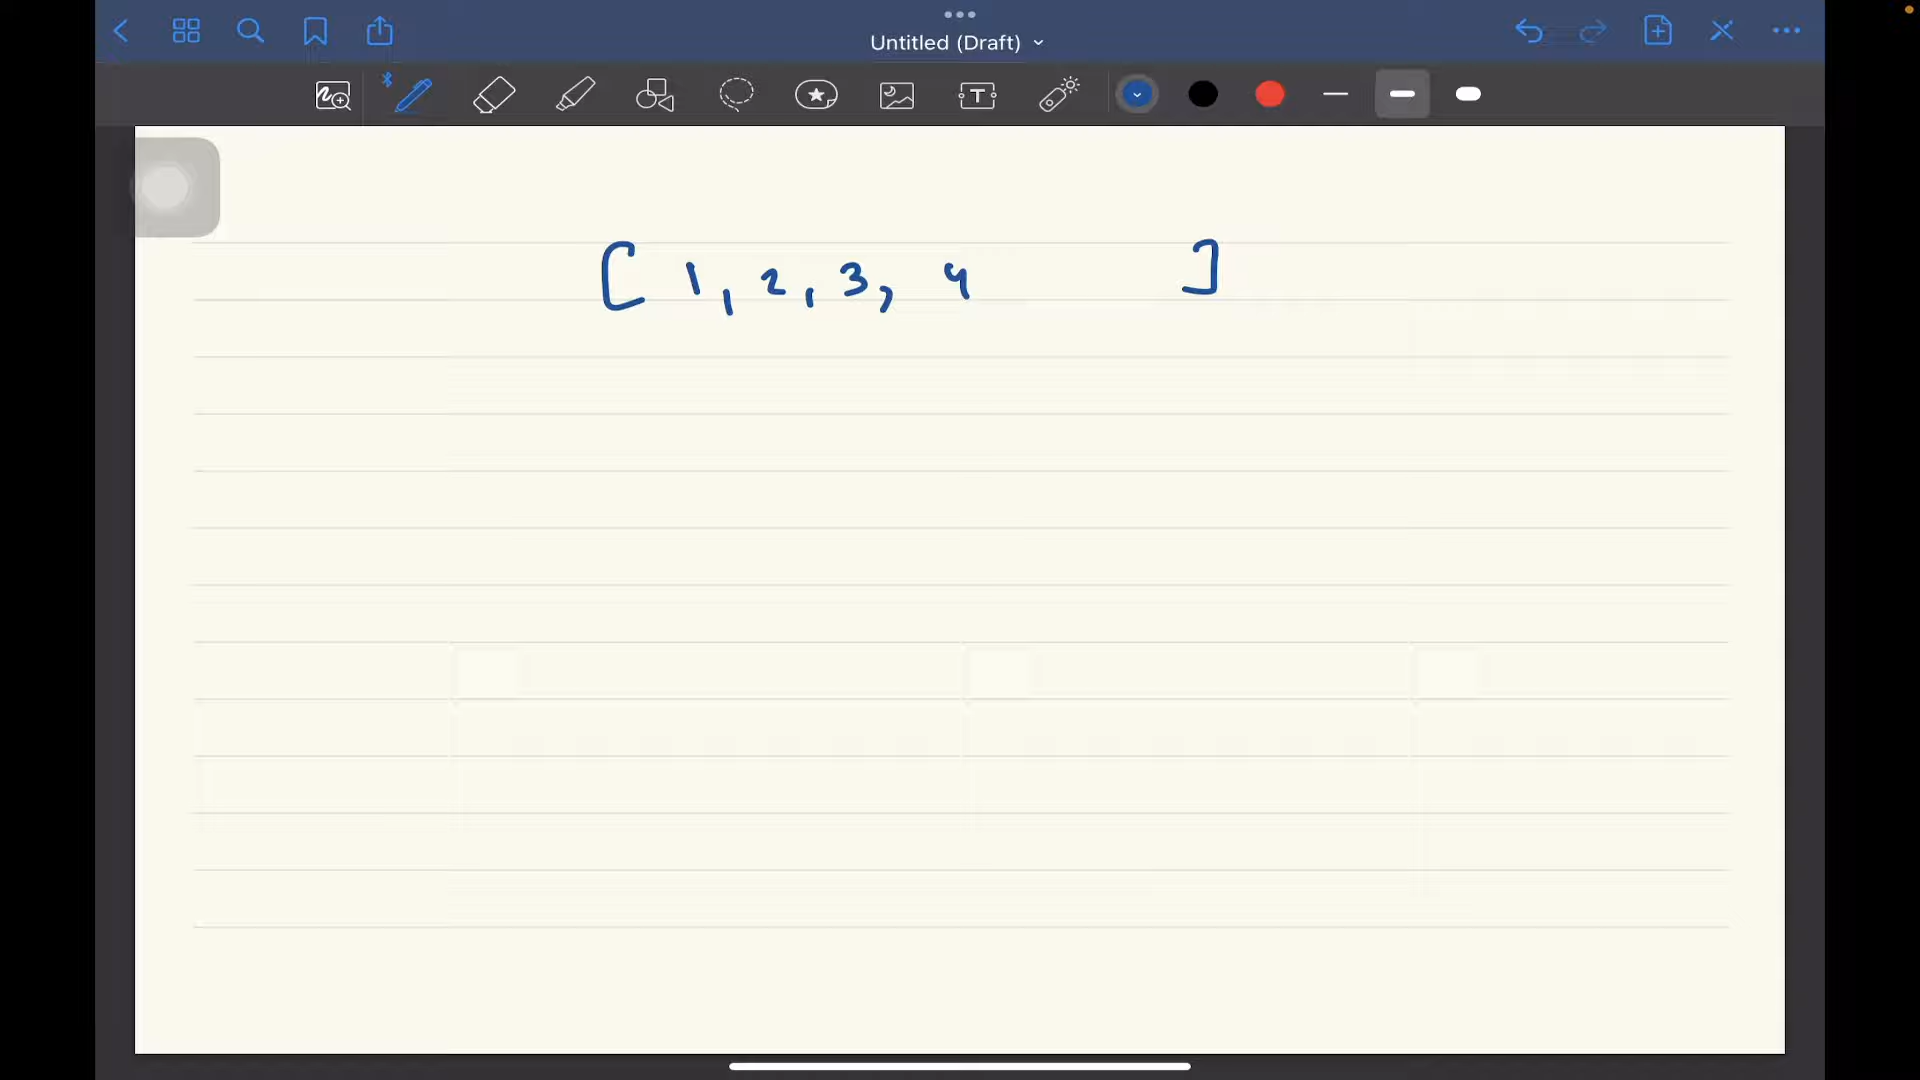 Untitled (Draft)
T
[ 1, 2, 3, 4 ]